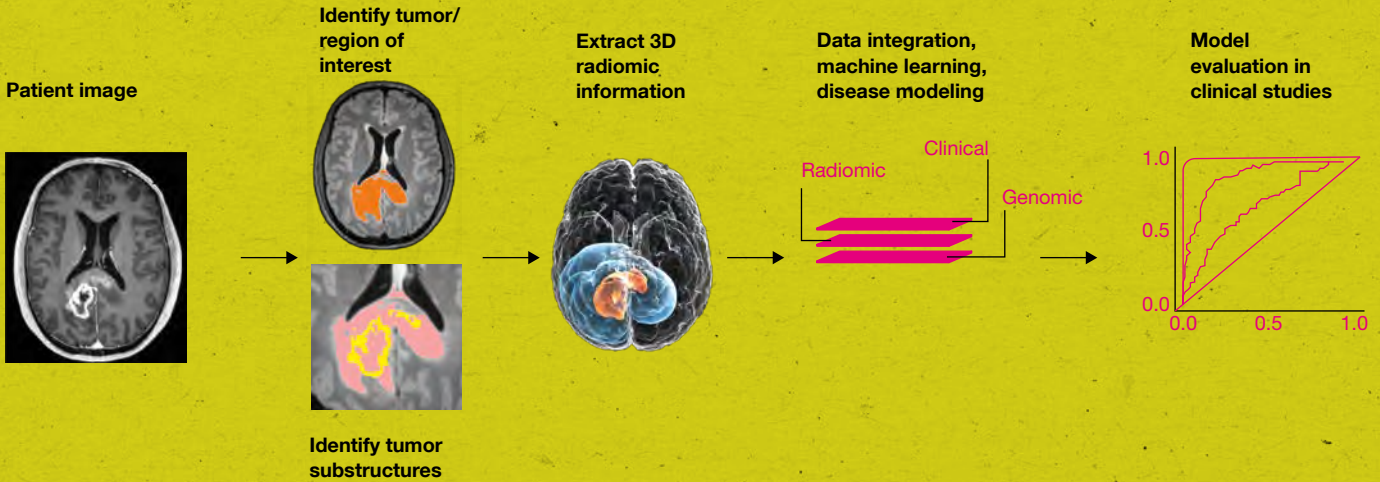 Patient image
Identify tumor/
region of
interest
Identify tumor
substructures
Extract 3D
radiomic
information
Data integration,
machine learning,
disease modeling
Clinical
Radiomic
Genomic
Model
evaluation in
clinical studies
1.0
0.5
0.0
0.0 0.5 1.0